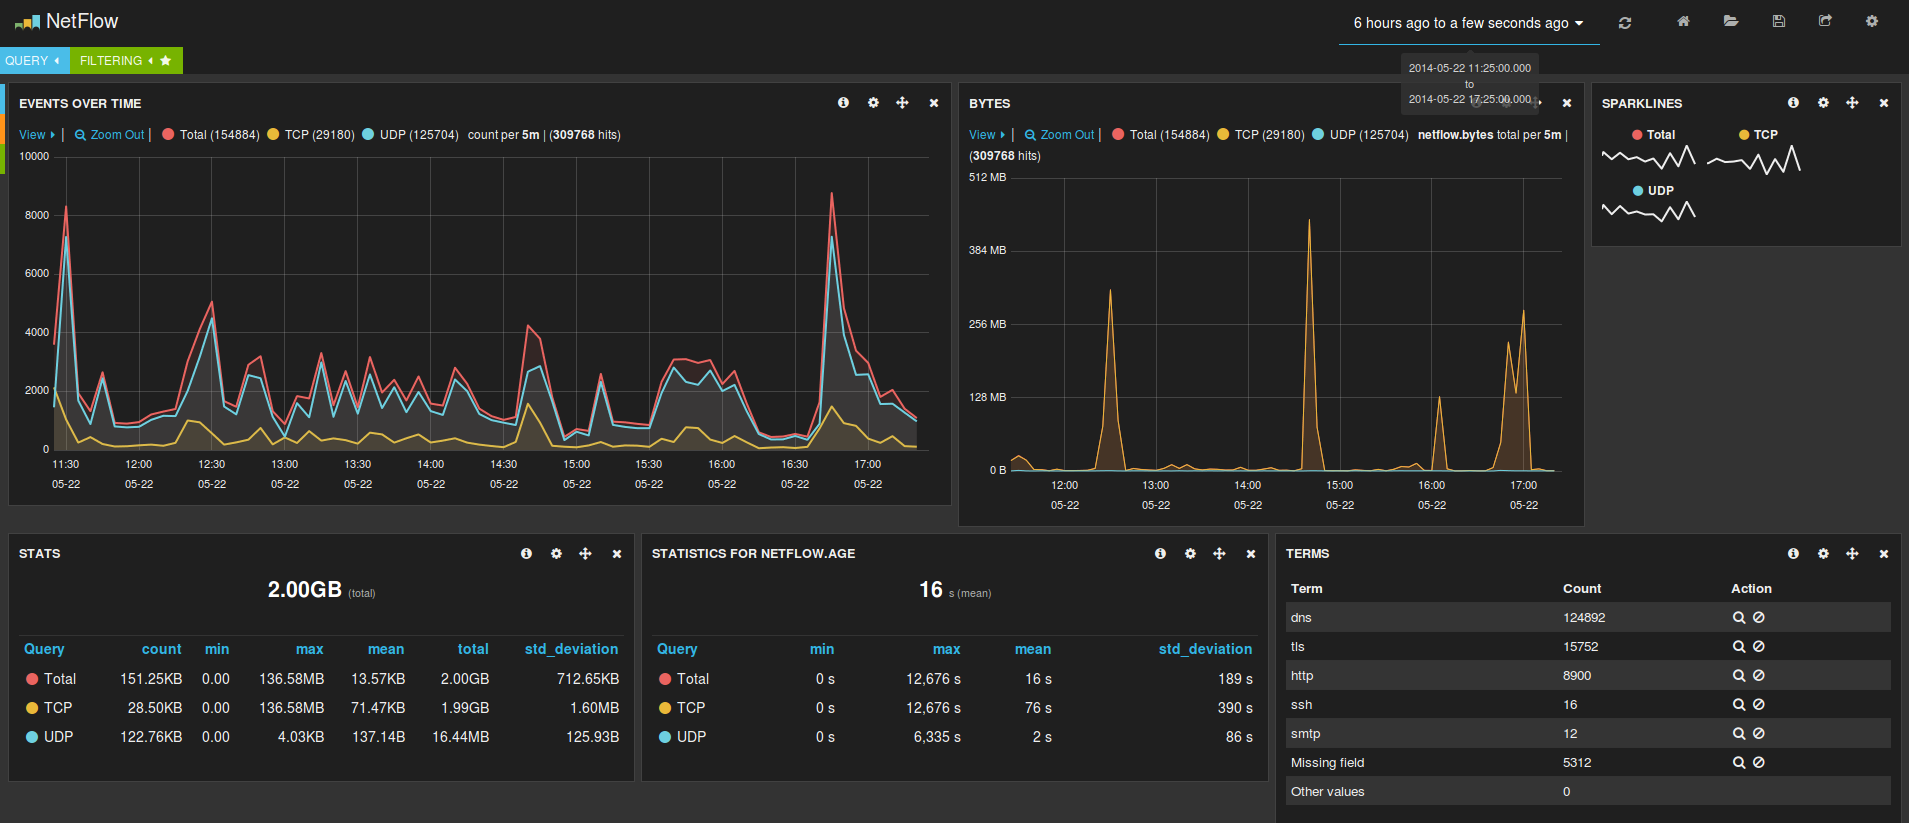 NetFlow
6 hours ago to a few seconds ago
QUERY
FILTERING
2014-05-22 11:25:00.000
to
2014-05-22 17:25:00.000
EVENTS OVER TIME
View | Zoom Out | Total (154884) TCP (29180) UDP (125704) count per 5m | (309768 hits)
10000
8000
6000
4000
2000
0
11:30 12:00 12:30 13:00 13:30 14:00 14:30 15:00 15:30 16:00 16:30 17:00
05-22 05-22 05-22 05-22 05-22 05-22 05-22 05-22 05-22 05-22 05-22 05-22
BYTES
View | Zoom Out | Total (154884) TCP (29180) UDP (125704) netflow.bytes total per 5m |
(309768 hits)
512 MB
384 MB
256 MB
128 MB
0 B
12:00 13:00 14:00 15:00 16:00 17:00
05-22 05-22 05-22 05-22 05-22 05-22
SPARKLINES
Total TCP
UDP
STATS
2.00GB (total)
Query count min max mean total std_deviation
Total 151.25KB 0.00 136.58MB 13.57KB 2.00GB 712.65KB
TCP 28.50KB 0.00 136.58MB 71.47KB 1.99GB 1.60MB
UDP 122.76KB 0.00 4.03KB 137.14B 16.44MB 125.93B
STATISTICS FOR NETFLOW.AGE
16 s (mean)
Query min max mean std_deviation
Total 0 s 12,676 s 16 s 189 s
TCP 0 s 12,676 s 76 s 390 s
UDP 0 s 6,335 s 2 s 86 s
TERMS
Term Count Action
dns 124892
tls 15752
http 8900
ssh 16
smtp 12
Missing field 5312
Other values 0